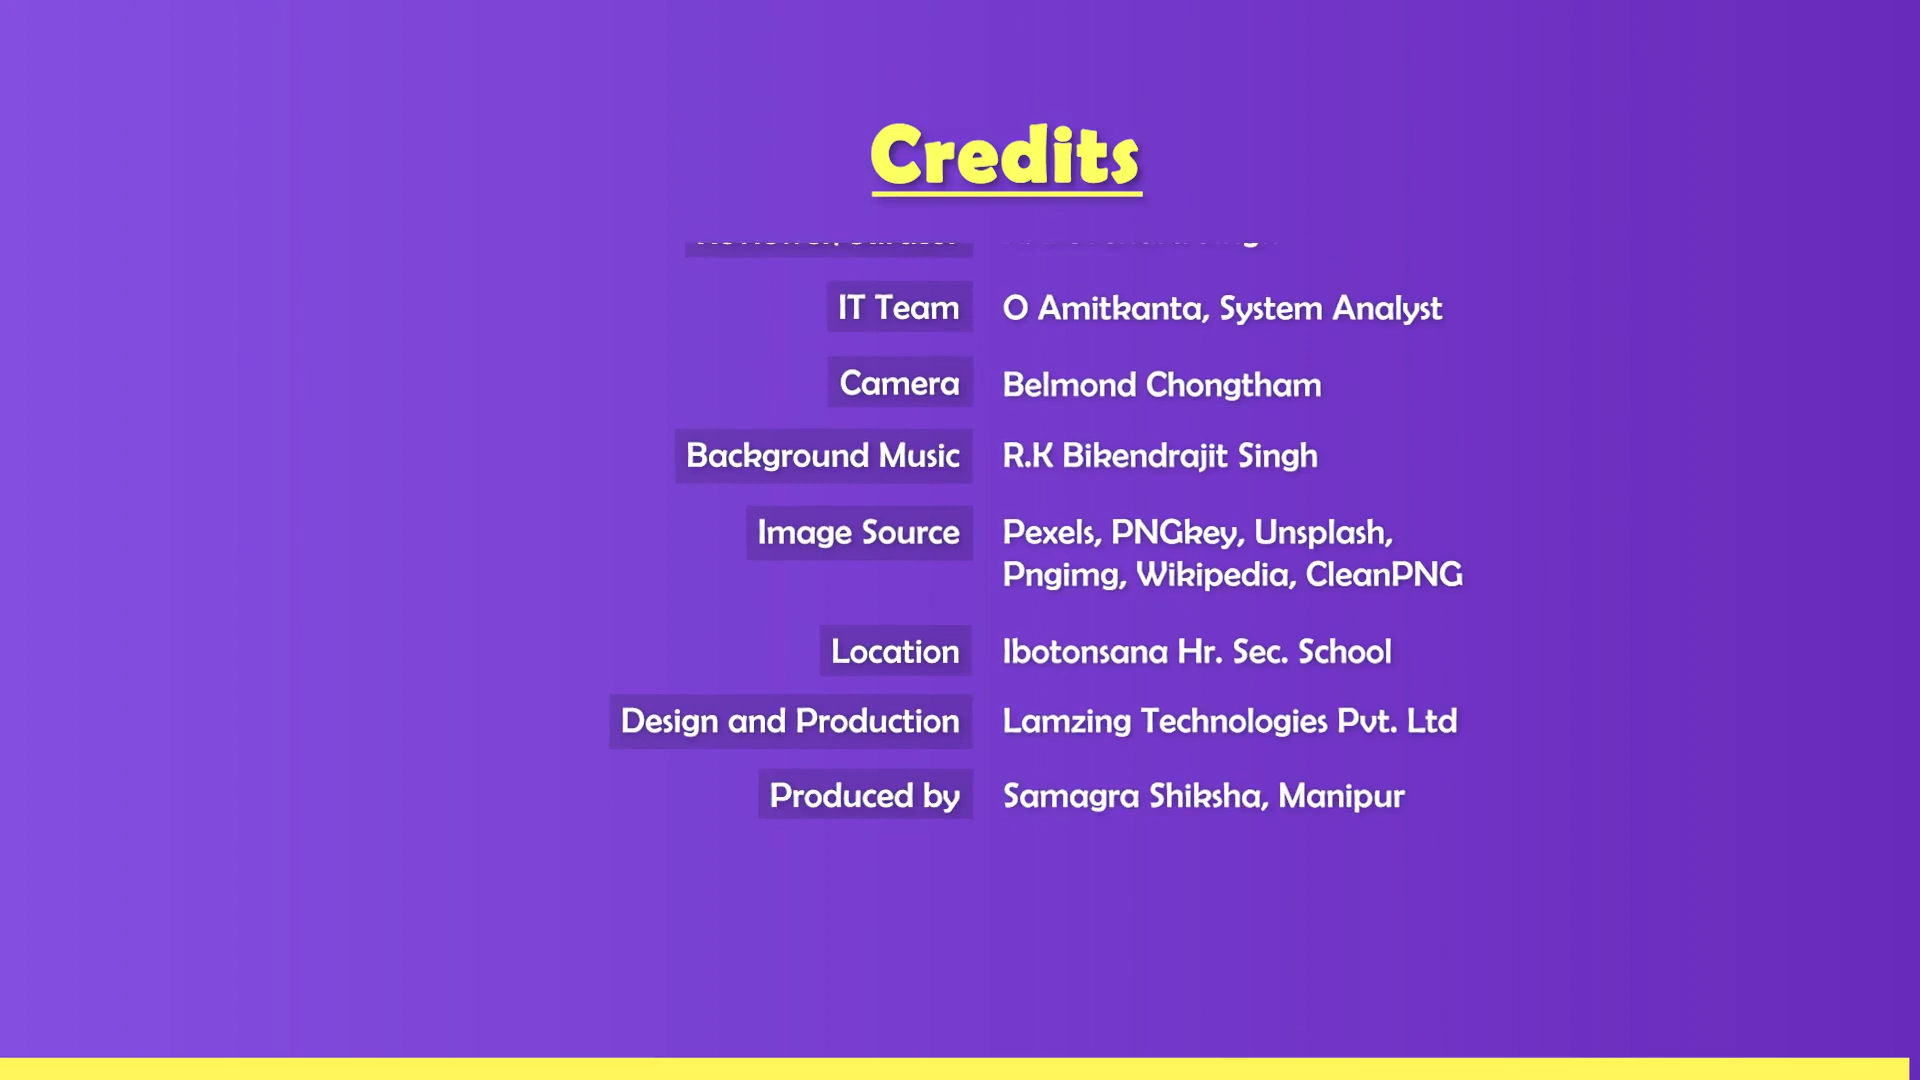 Credits
IT Team O Amitkanta, System Analyst
Camera Belmond Chongtham
Background Music R.K Bikendrajit Singh
Image Source Pexels, PNGkey, Unsplash,
Pngimg, Wikipedia, CleanPNG
Location Ibotonsana Hr. Sec. School
Design and Production Lamzing Technologies Pvt. Ltd
Produced by Samagra Shiksha, Manipur